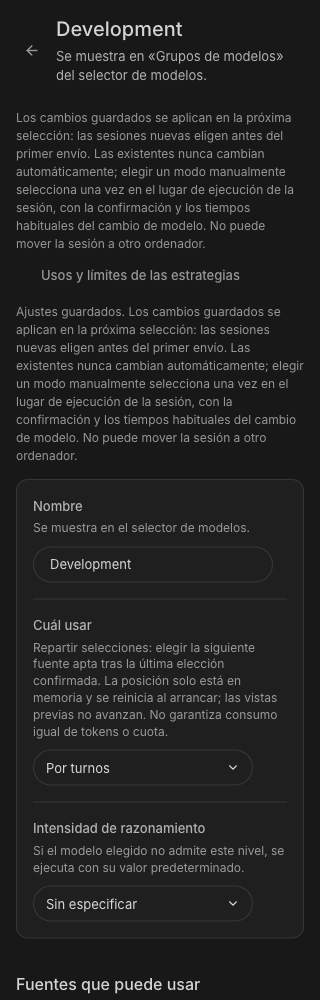 Development
Se muestra en «Grupos de modelos»
del selector de modelos.
Los cambios guardados se aplican en la próxima
selección: las sesiones nuevas eligen antes del
primer envío. Las existentes nunca cambian
automáticamente; elegir un modo manualmente
selecciona una vez en el lugar de ejecución de la
sesión, con la confirmación y los tiempos
habituales del cambio de modelo. No puede
mover la sesión a otro ordenador.
Usos y límites de las estrategias
Ajustes guardados. Los cambios guardados se
aplican en la próxima selección: las sesiones
nuevas eligen antes del primer envío. Las
existentes nunca cambian automáticamente; elegir
un modo manualmente selecciona una vez en el
lugar de ejecución de la sesión, con la
confirmación y los tiempos habituales del cambio
de modelo. No puede mover la sesión a otro
ordenador.
Nombre
Se muestra en el selector de modelos.
Development
Cuál usar
Repartir selecciones: elegir la siguiente
fuente apta tras la última elección
confirmada. La posición solo está en
memoria y se reinicia al arrancar; las vistas
previas no avanzan. No garantiza consumo
igual de tokens o cuota.
Por turnos
Intensidad de razonamiento
Si el modelo elegido no admite este nivel, se
ejecuta con su valor predeterminado.
Sin especificar
Fuentes que puede usar